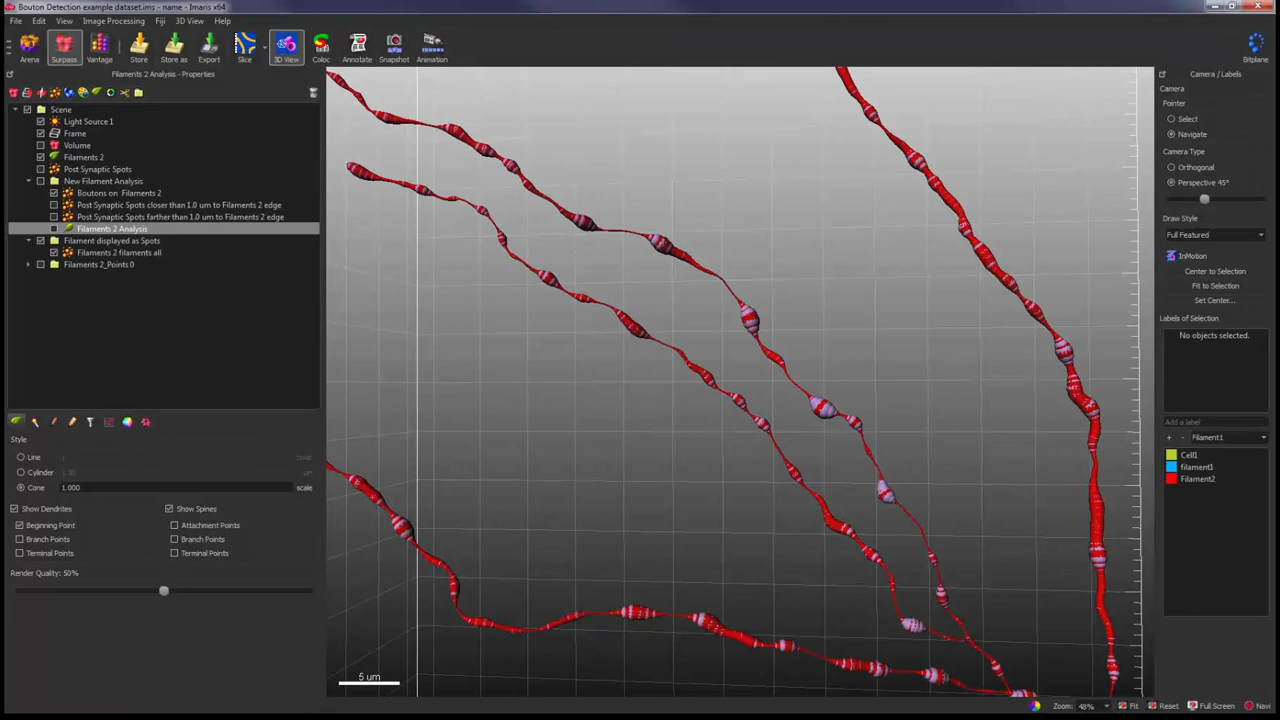 Bouton Detection example dataset.ims - name - Imaris x64
File Edit View Image Processing Fiji 3D View Help
Arena Surpass Vantage Store Store as Export Slice 3D View Coloc Annotate Snapshot Animation Bitplane
Filaments 2 Analysis - Properties
Scene
Light Source 1
Frame
Volume
Filaments 2
Post Synaptic Spots
New Filament Analysis
Boutons on Filaments 2
Post Synaptic Spots closer than 1.0 um to Filaments 2 edge
Post Synaptic Spots farther than 1.0 um to Filaments 2 edge
Filaments 2 Analysis
Filament displayed as Spots
Filaments 2 filaments all
Filaments 2_Points 0
Style
Line
Cylinder
Cone 1.000 scale
Show Dendrites Show Spines
Beginning Point Attachment Points
Branch Points Branch Points
Terminal Points Terminal Points
Render Quality: 50%
5 um
Camera / Labels
Camera
Pointer
Select
Navigate
Camera Type
Orthogonal
Perspective 45°
Draw Style
Full Featured
InMotion
Center to Selection
Fit to Selection
Set Center...
Labels of Selection
No objects selected.
Add a label
+ - Filament1
Cell1
filament1
Filament2
Zoom: 48% Fit Reset Full Screen Navi